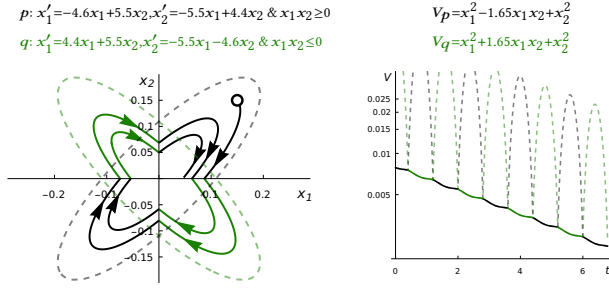 p: x₁′=-4.6x₁+5.5x₂,x₂′=-5.5x₁+4.4x₂ & x₁x₂≥0
Vp=x₁²-1.65x₁x₂+x₂²
q: x₁′=4.4x₁+5.5x₂,x₂′=-5.5x₁-4.6x₂ & x₁x₂≤0
Vq=x₁²+1.65x₁x₂+x₂²
x₂
0.15
0.10
0.05
-0.2
-0.1
0.1
0.2
x₁
-0.05
-0.10
-0.15
V
0.025
0.02
0.015
0.01
0.005
0
2
4
6
t